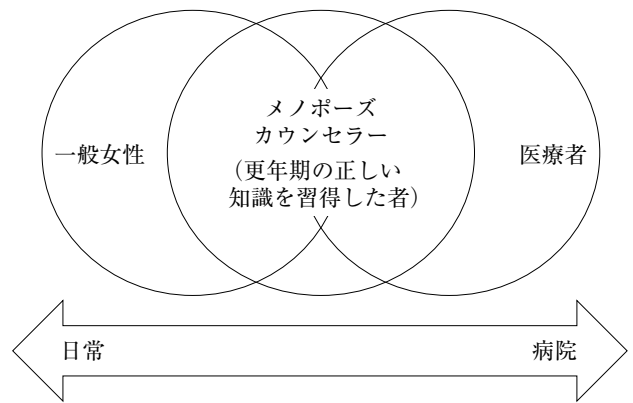 メノポーズ
カウンセラー
（更年期の正しい
知識を習得した者）
一般女性
医療者
日常
病院